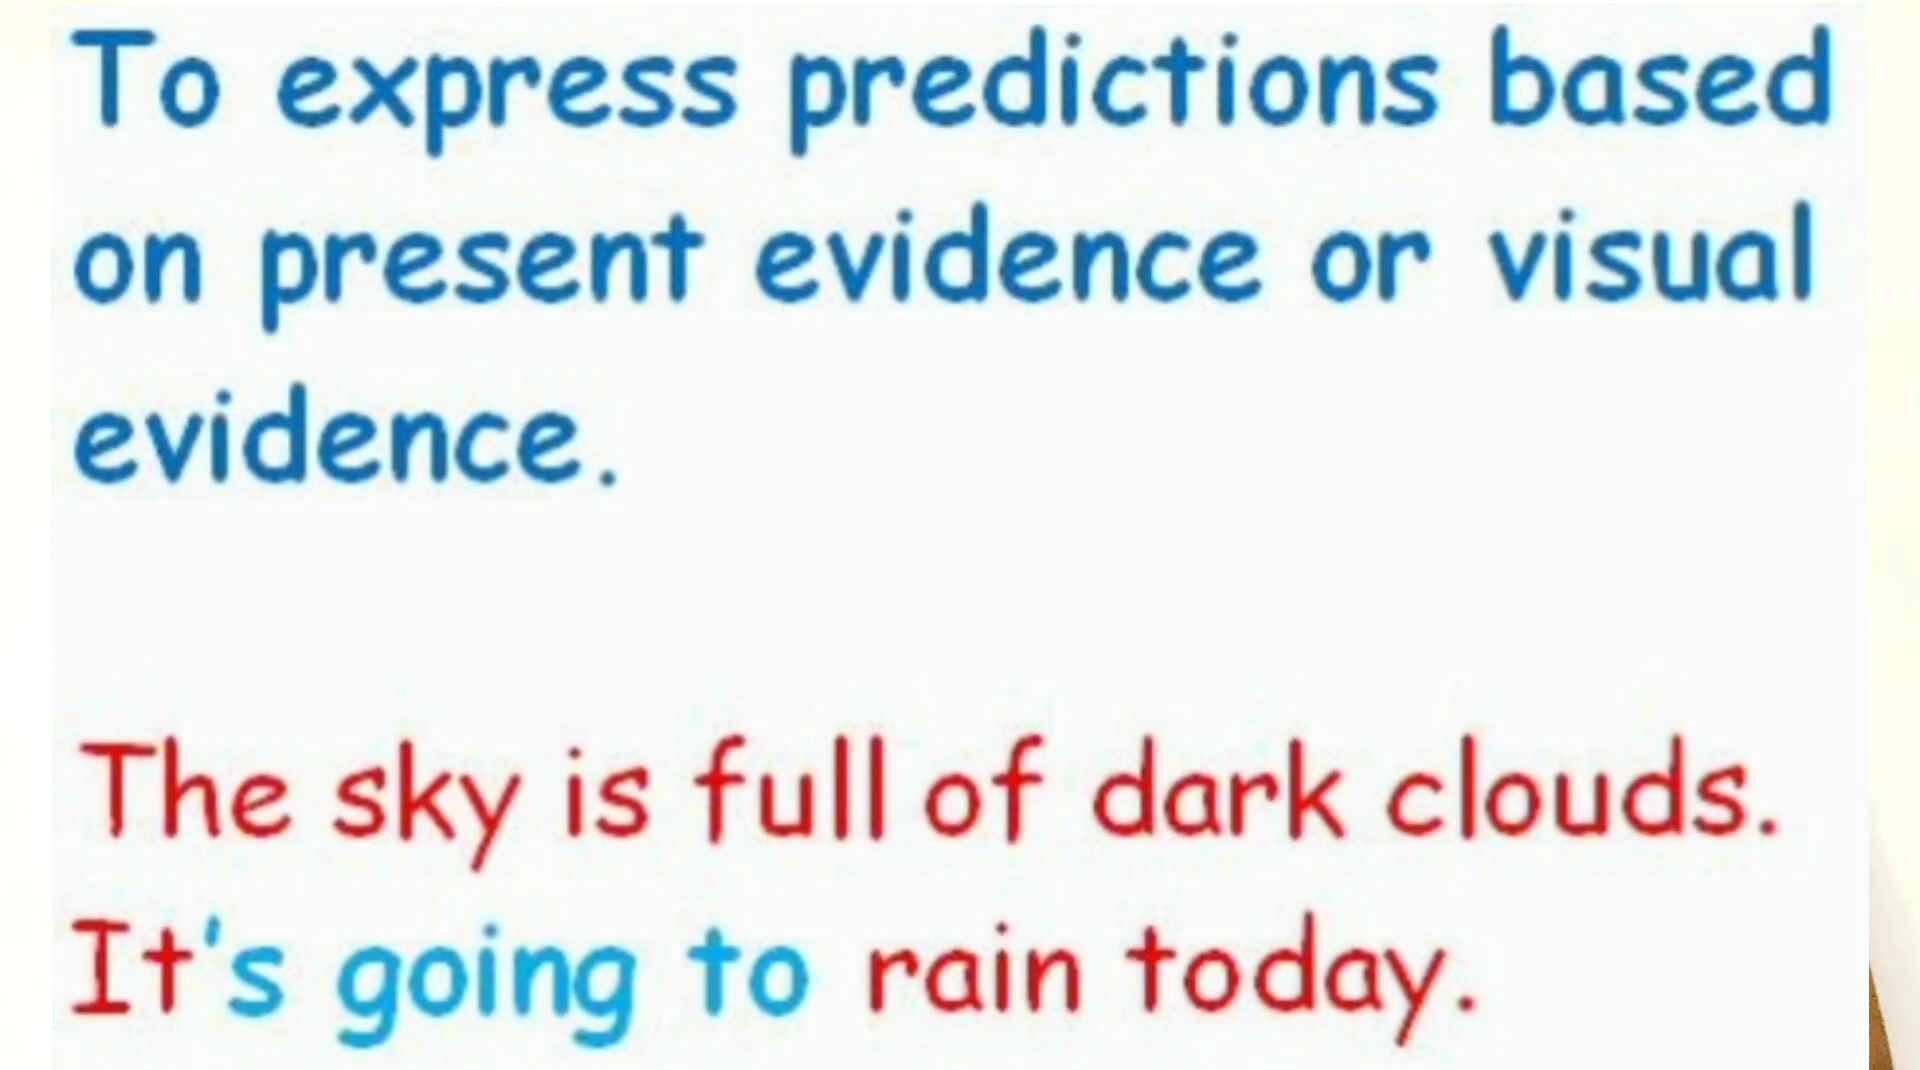 To express predictions based
on present evidence or visual
evidence.
The sky is full of dark clouds.
It's going to rain today.